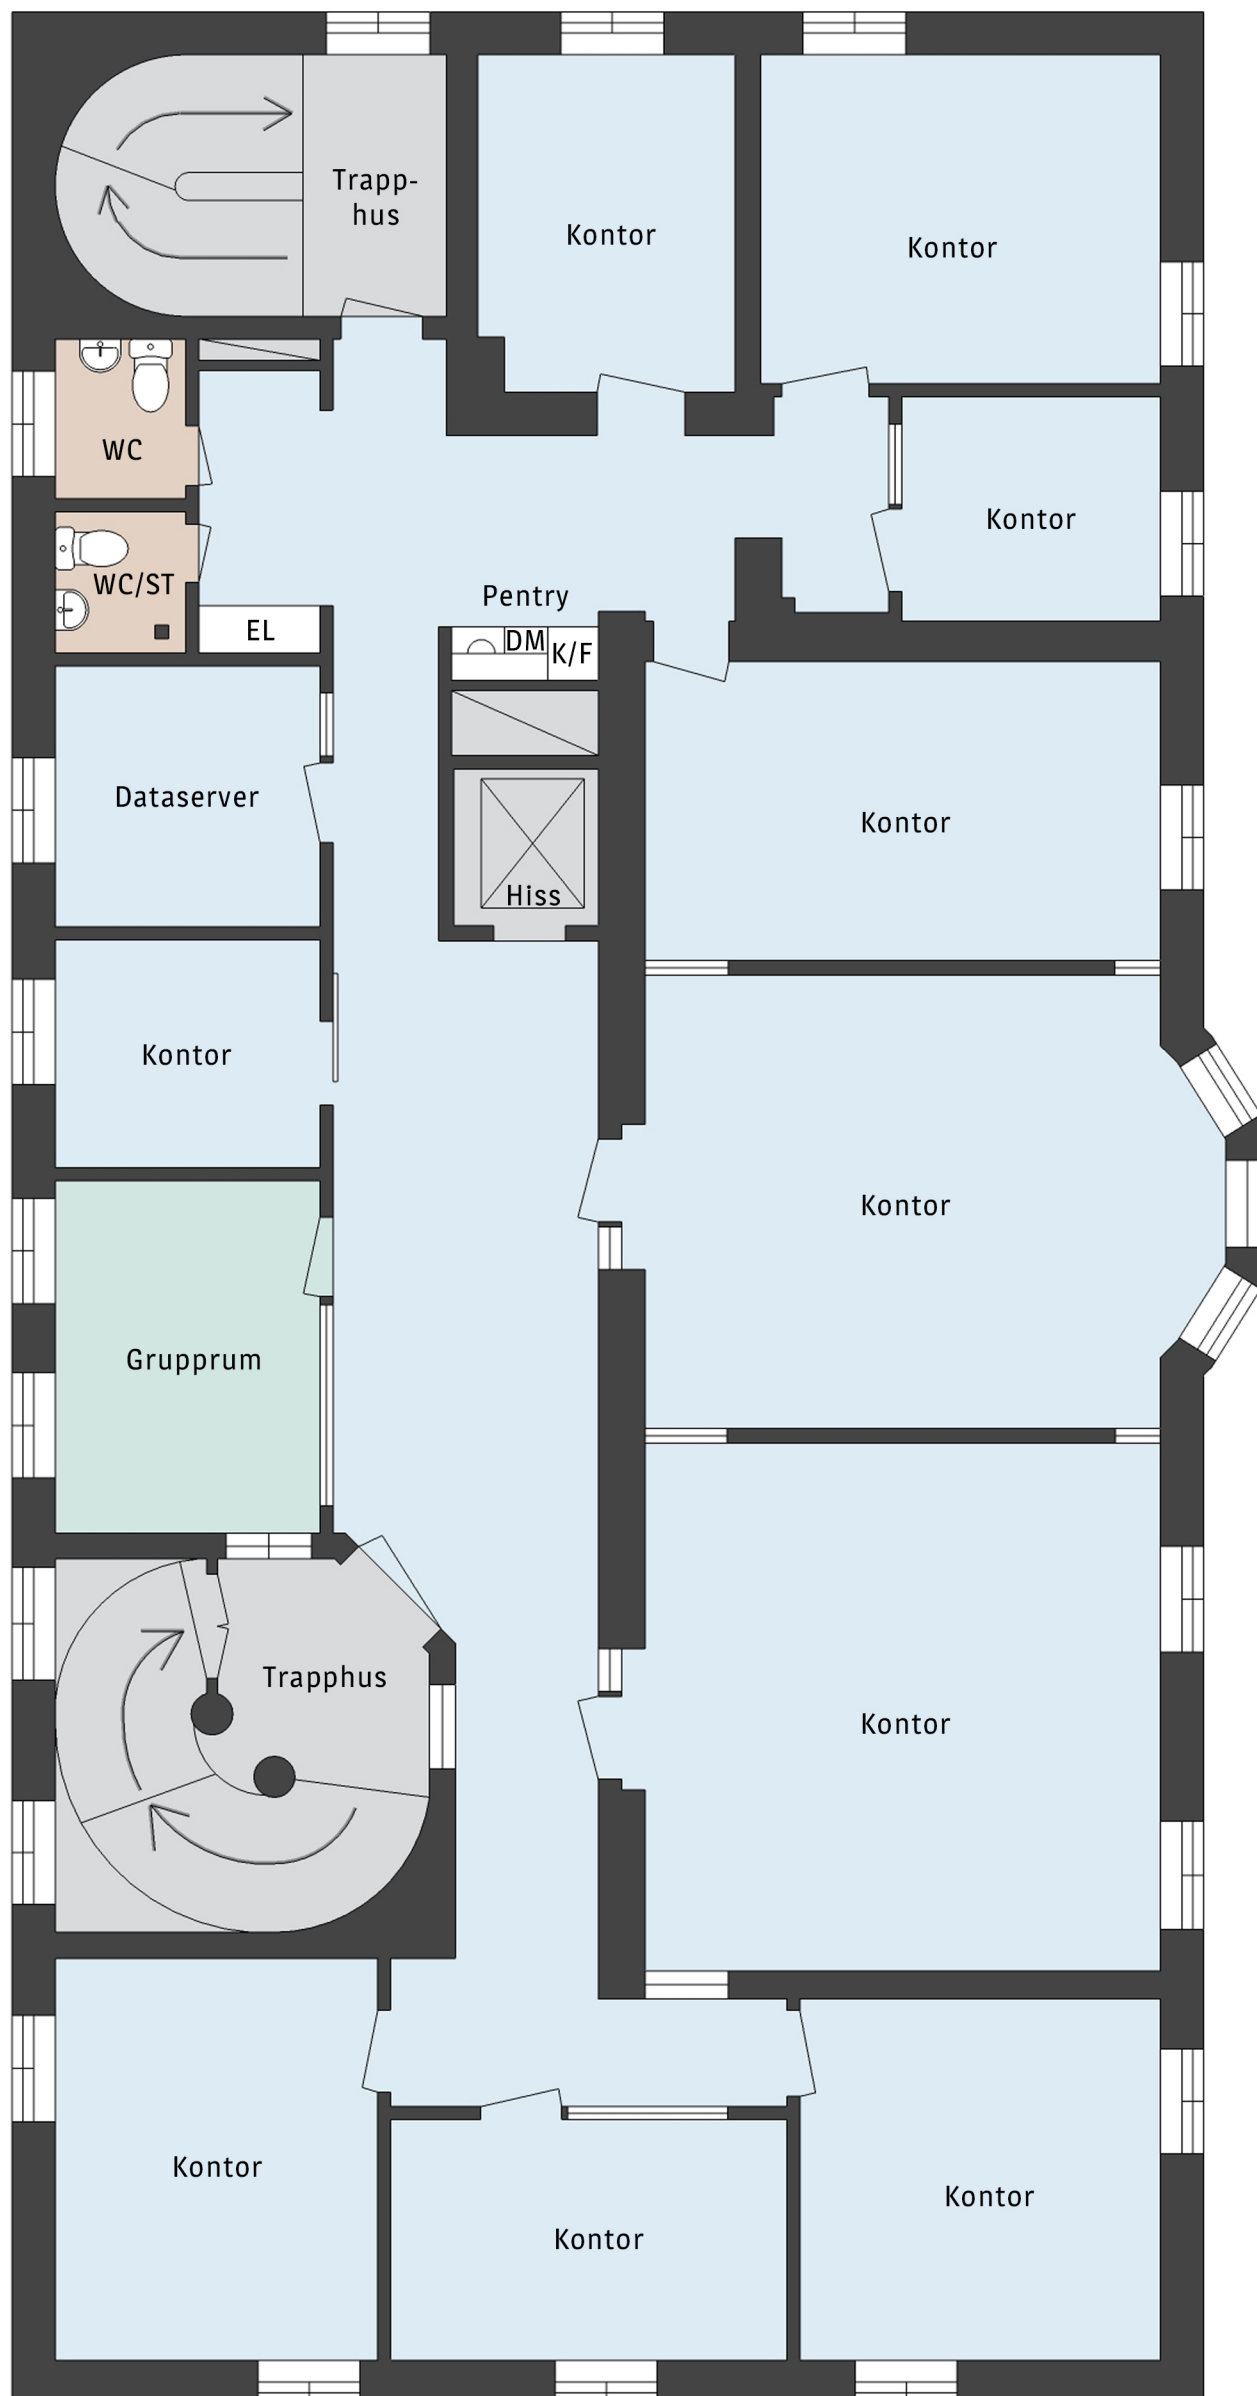 Trapp-
hus
Kontor
Kontor
WC
Kontor
WC/ST
Pentry
EL
DM
K/F
Dataserver
Kontor
Hiss
Kontor
Kontor
Grupprum
Trapphus
Kontor
Kontor
Kontor
Kontor